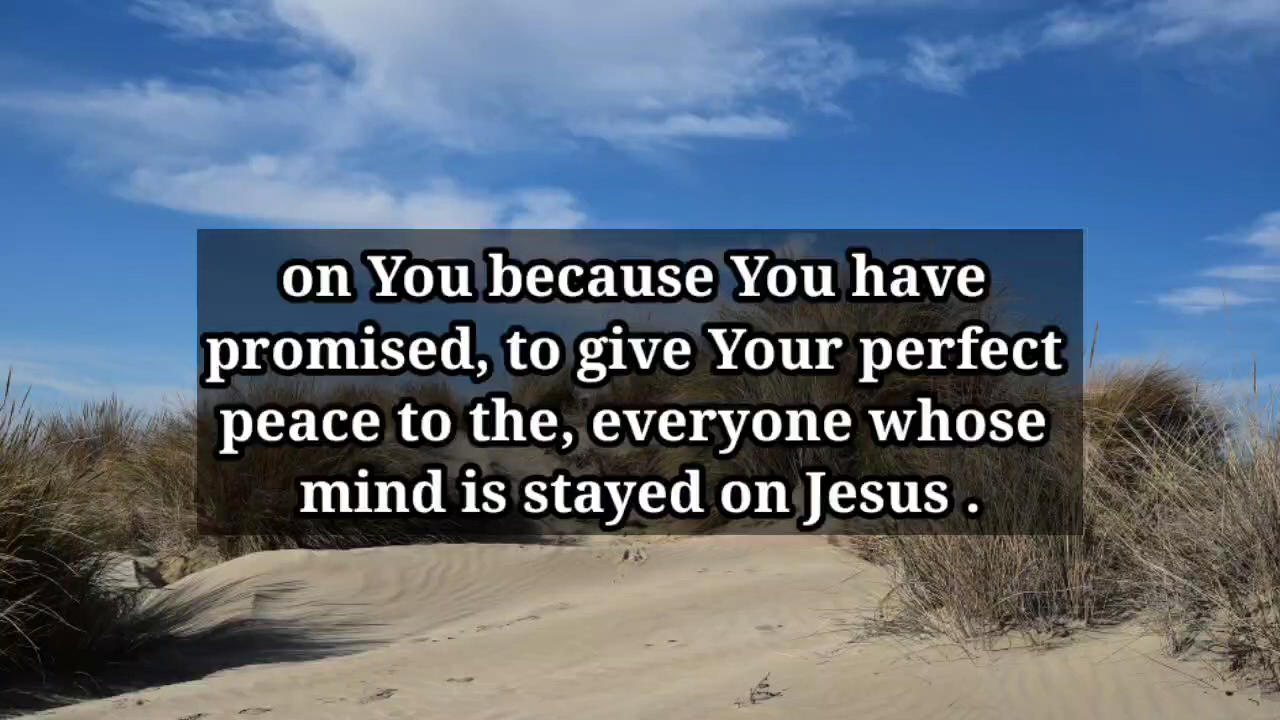 on You because You have
promised, to give Your perfect
peace to the, everyone whose
mind is stayed on Jesus .